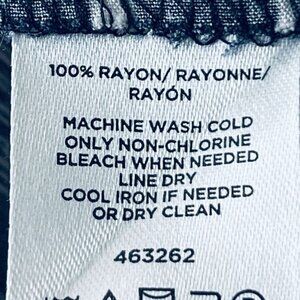 100% RAYON/ RAYONNE/
RAYÓN
MACHINE WASH COLD
ONLY NON-CHLORINE
BLEACH WHEN NEEDED
LINE DRY
COOL IRON IF NEEDED
OR DRY CLEAN
463262